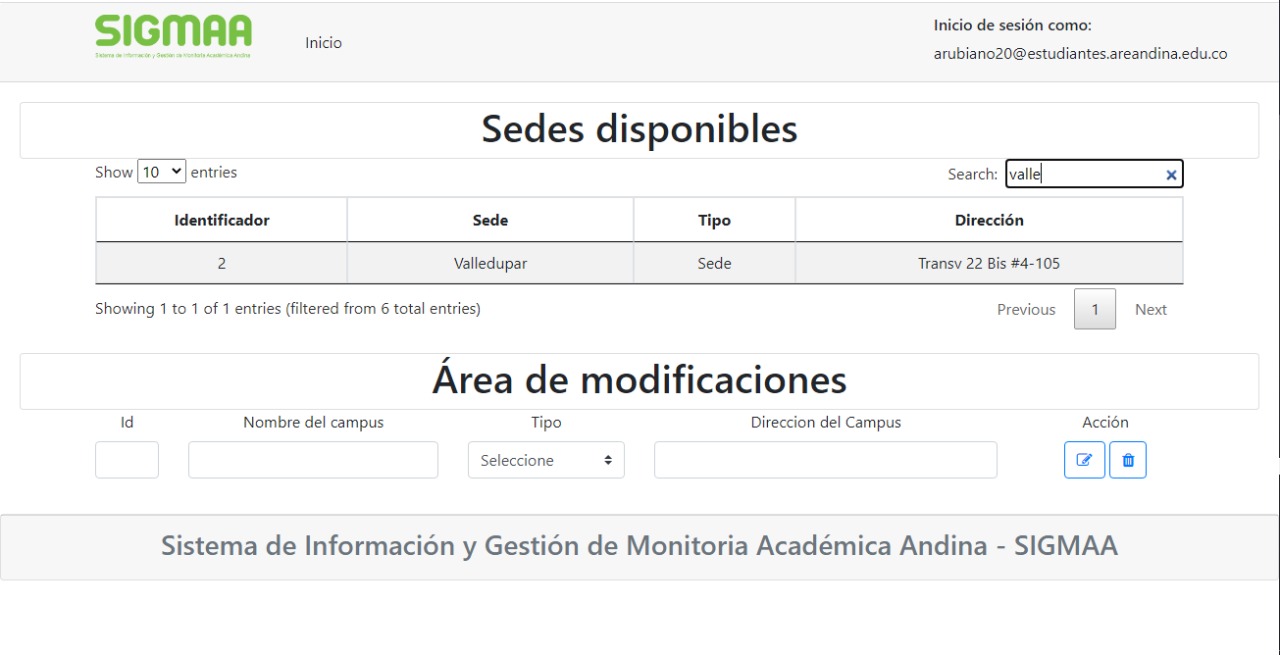 SIGMAA
Sistema de Información y Gestión de Monitoria Académica Andina
Inicio
Inicio de sesión como:
arubiano20@estudiantes.areandina.edu.co
Sedes disponibles
Show 10 entries
Search: valle
Identificador Sede Tipo Dirección
2 Valledupar Sede Transv 22 Bis #4-105
Showing 1 to 1 of 1 entries (filtered from 6 total entries)
Previous 1 Next
Área de modificaciones
Id Nombre del campus Tipo Direccion del Campus Acción
Seleccione
Sistema de Información y Gestión de Monitoria Académica Andina - SIGMAA